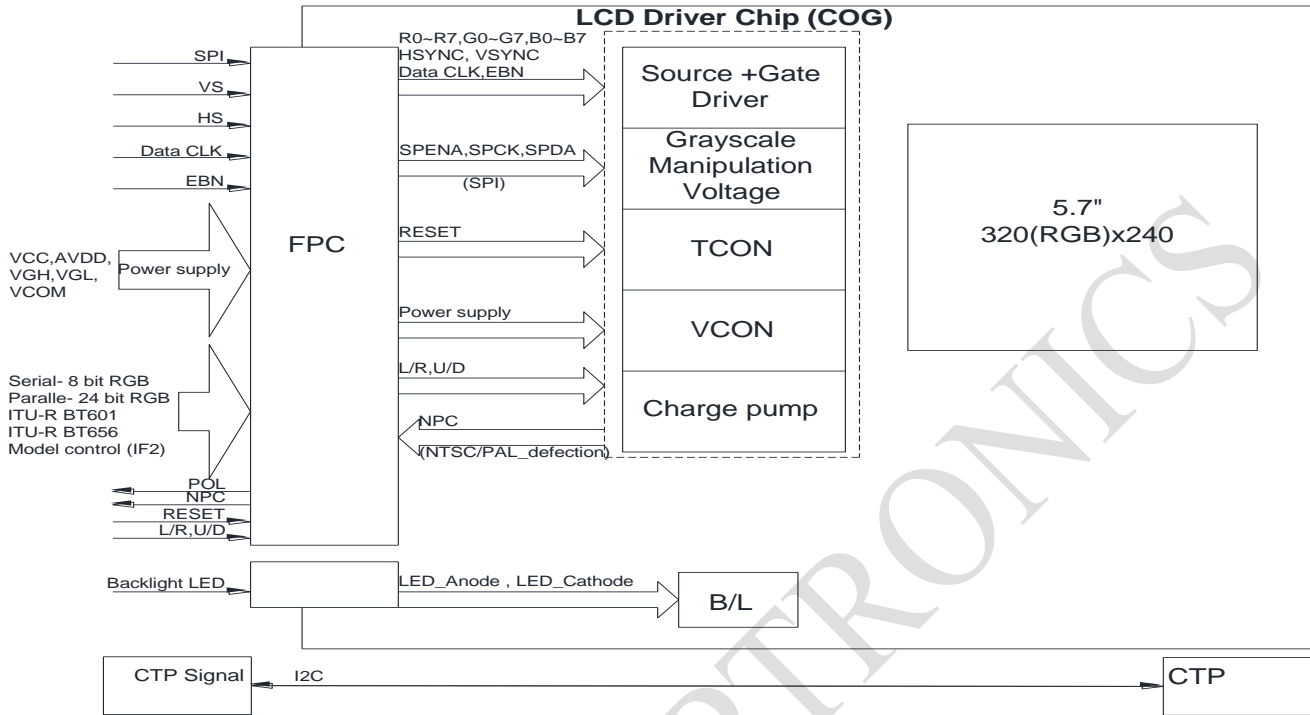 LCD Driver Chip (COG)
SPI
VS
HS
Data CLK
EBN
VCC,AVDD,
VGH,VGL,
VCOM
Power supply
Serial- 8 bit RGB
Paralle- 24 bit RGB
ITU-R BT601
ITU-R BT656
Model control (IF2)
POL
NPC
RESET
L/R,U/D
Backlight LED
FPC
R0~R7,G0~G7,B0~B7
HSYNC, VSYNC
Data CLK,EBN
SPENA,SPCK,SPDA
(SPI)
RESET
Power supply
L/R,U/D
NPC
(NTSC/PAL_defection)
LED_Anode , LED_Cathode
Source +Gate
Driver
Grayscale
Manipulation
Voltage
TCON
VCON
Charge pump
5.7"
320(RGB)x240
B/L
CTP Signal
I2C
CTP
RTRONICS